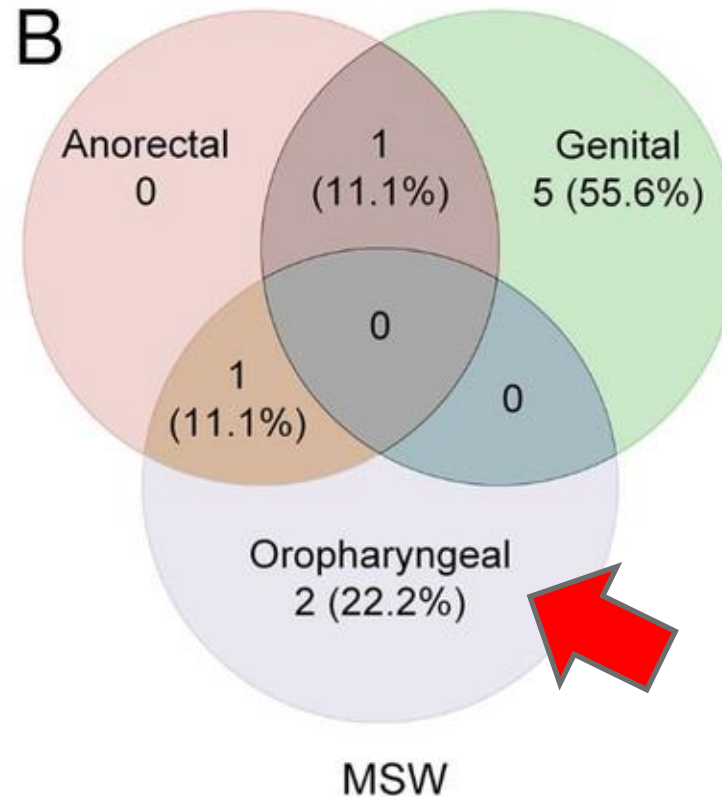 B
Anorectal
0
1
(11.1%)
Genital
5 (55.6%)
0
1
(11.1%)
0
Oropharyngeal
2 (22.2%)
MSW